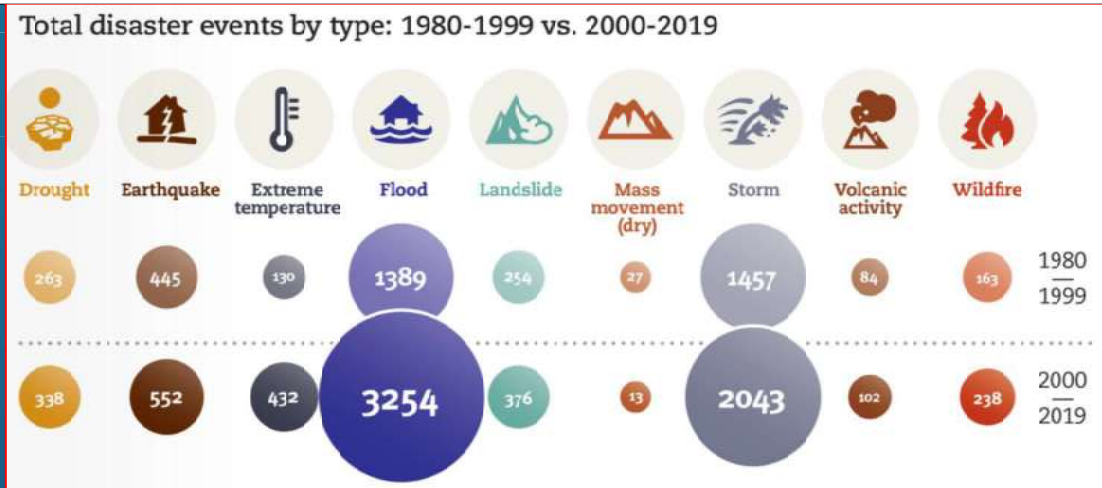 Total disaster events by type: 1980-1999 vs. 2000-2019
Drought Earthquake Extreme temperature Flood Landslide Mass movement (dry) Storm Volcanic activity Wildfire
263 445 130 1389 254 27 1457 84 163 1980 — 1999
338 552 432 3254 376 13 2043 102 238 2000 — 2019